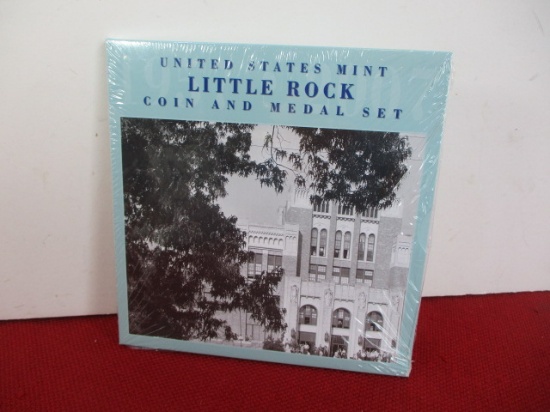 UNITED STATES MINT
LITTLE ROCK
COIN AND MEDAL SET